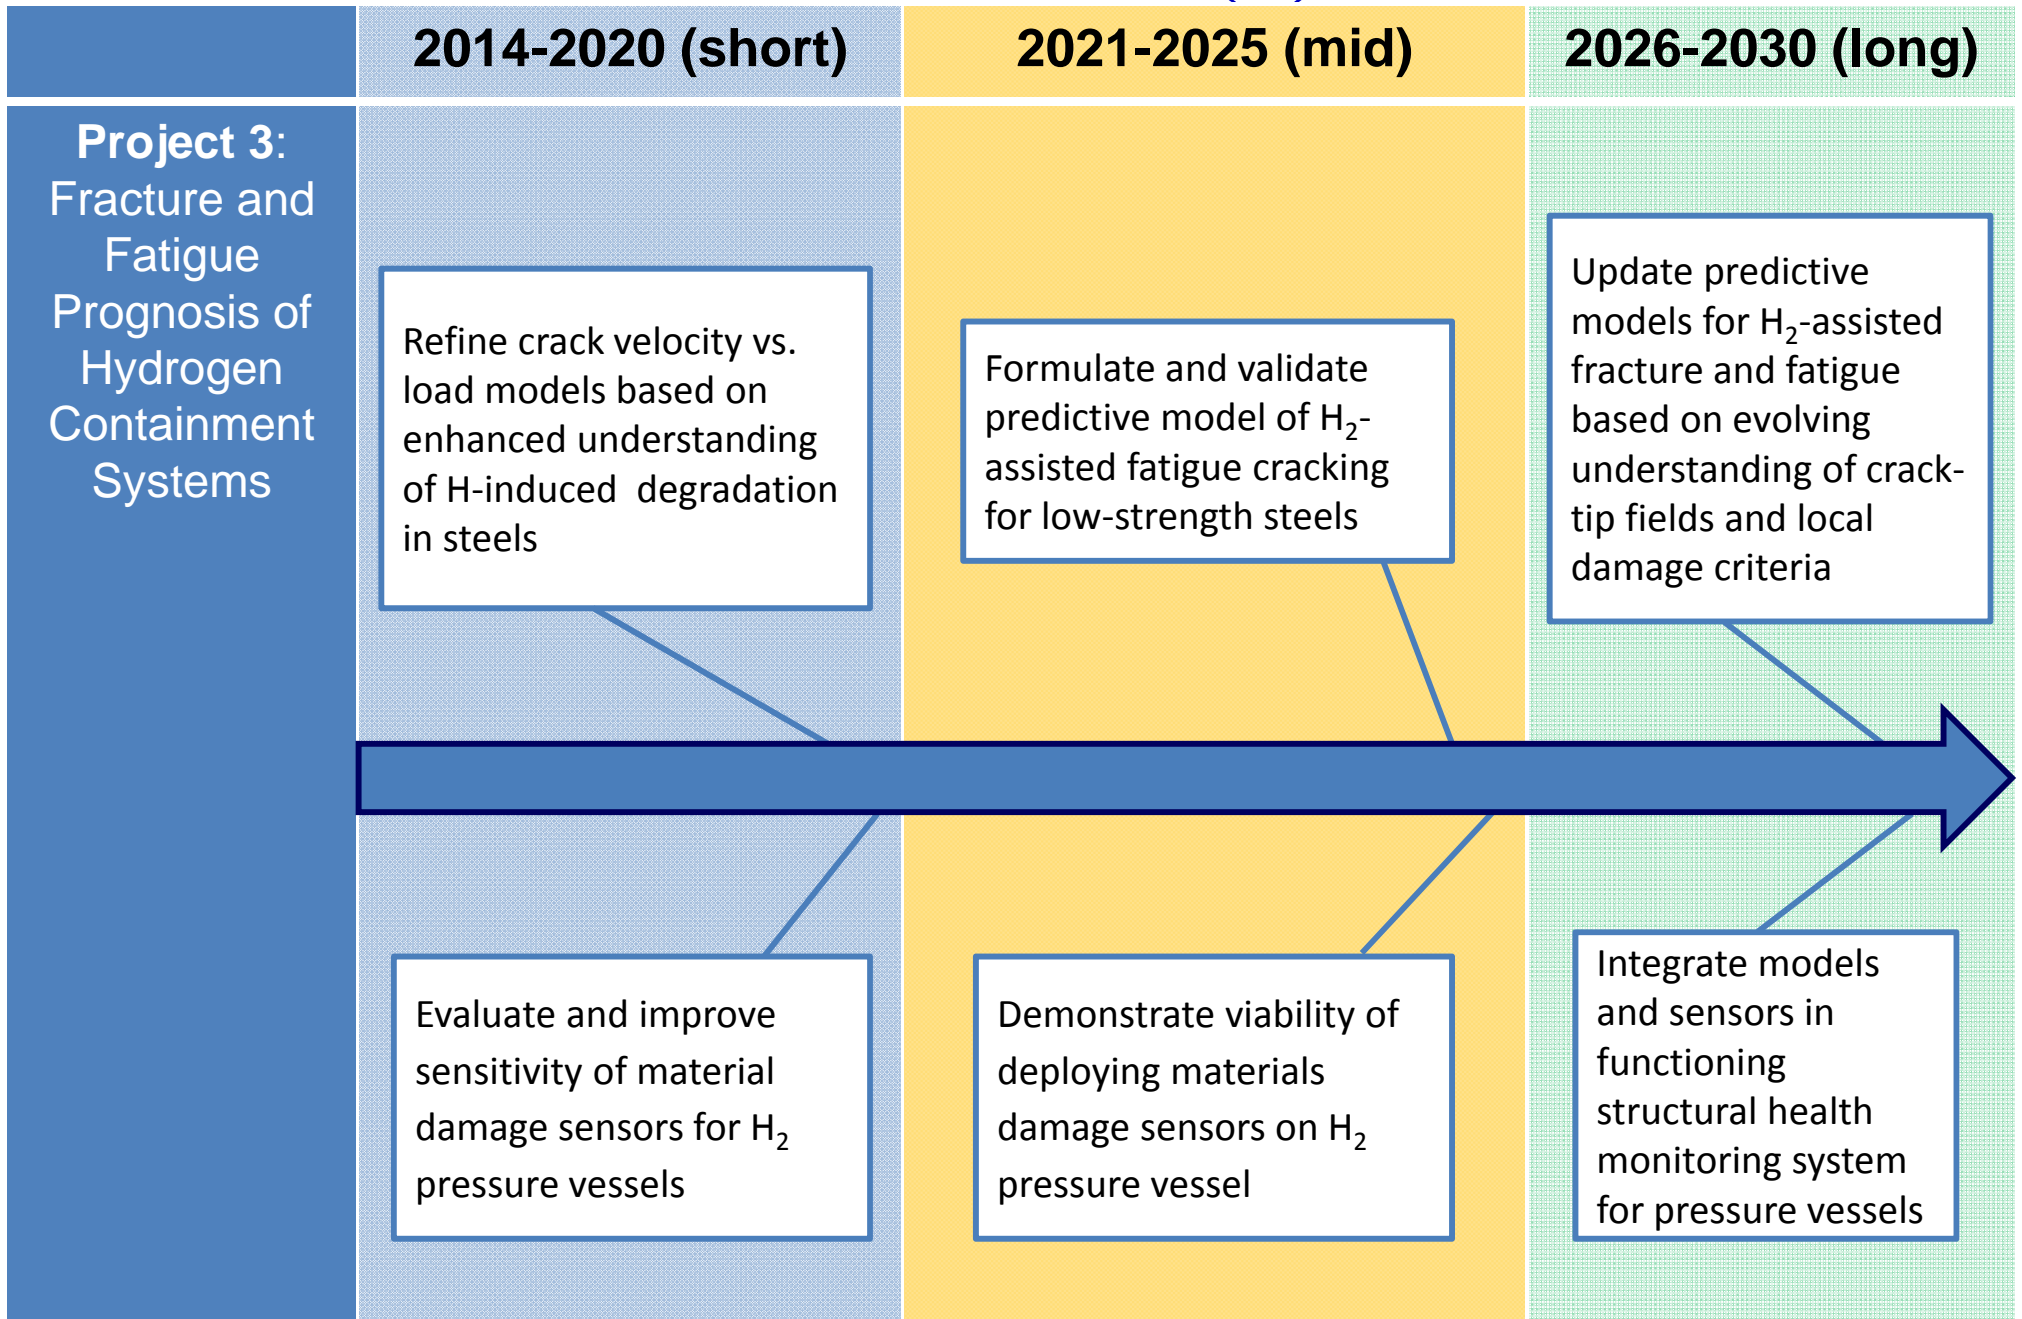 2014-2020 (short)
2021-2025 (mid)
2026-2030 (long)
Project 3:
Fracture and
Fatigue
Prognosis of
Hydrogen
Containment
Systems
Refine crack velocity vs.
load models based on
enhanced understanding
of H-induced  degradation
in steels
Formulate and validate
predictive model of H₂-
assisted fatigue cracking
for low-strength steels
Update predictive
models for H₂-assisted
fracture and fatigue
based on evolving
understanding of crack-
tip fields and local
damage criteria
Evaluate and improve
sensitivity of material
damage sensors for H₂
pressure vessels
Demonstrate viability of
deploying materials
damage sensors on H₂
pressure vessel
Integrate models
and sensors in
functioning
structural health
monitoring system
for pressure vessels